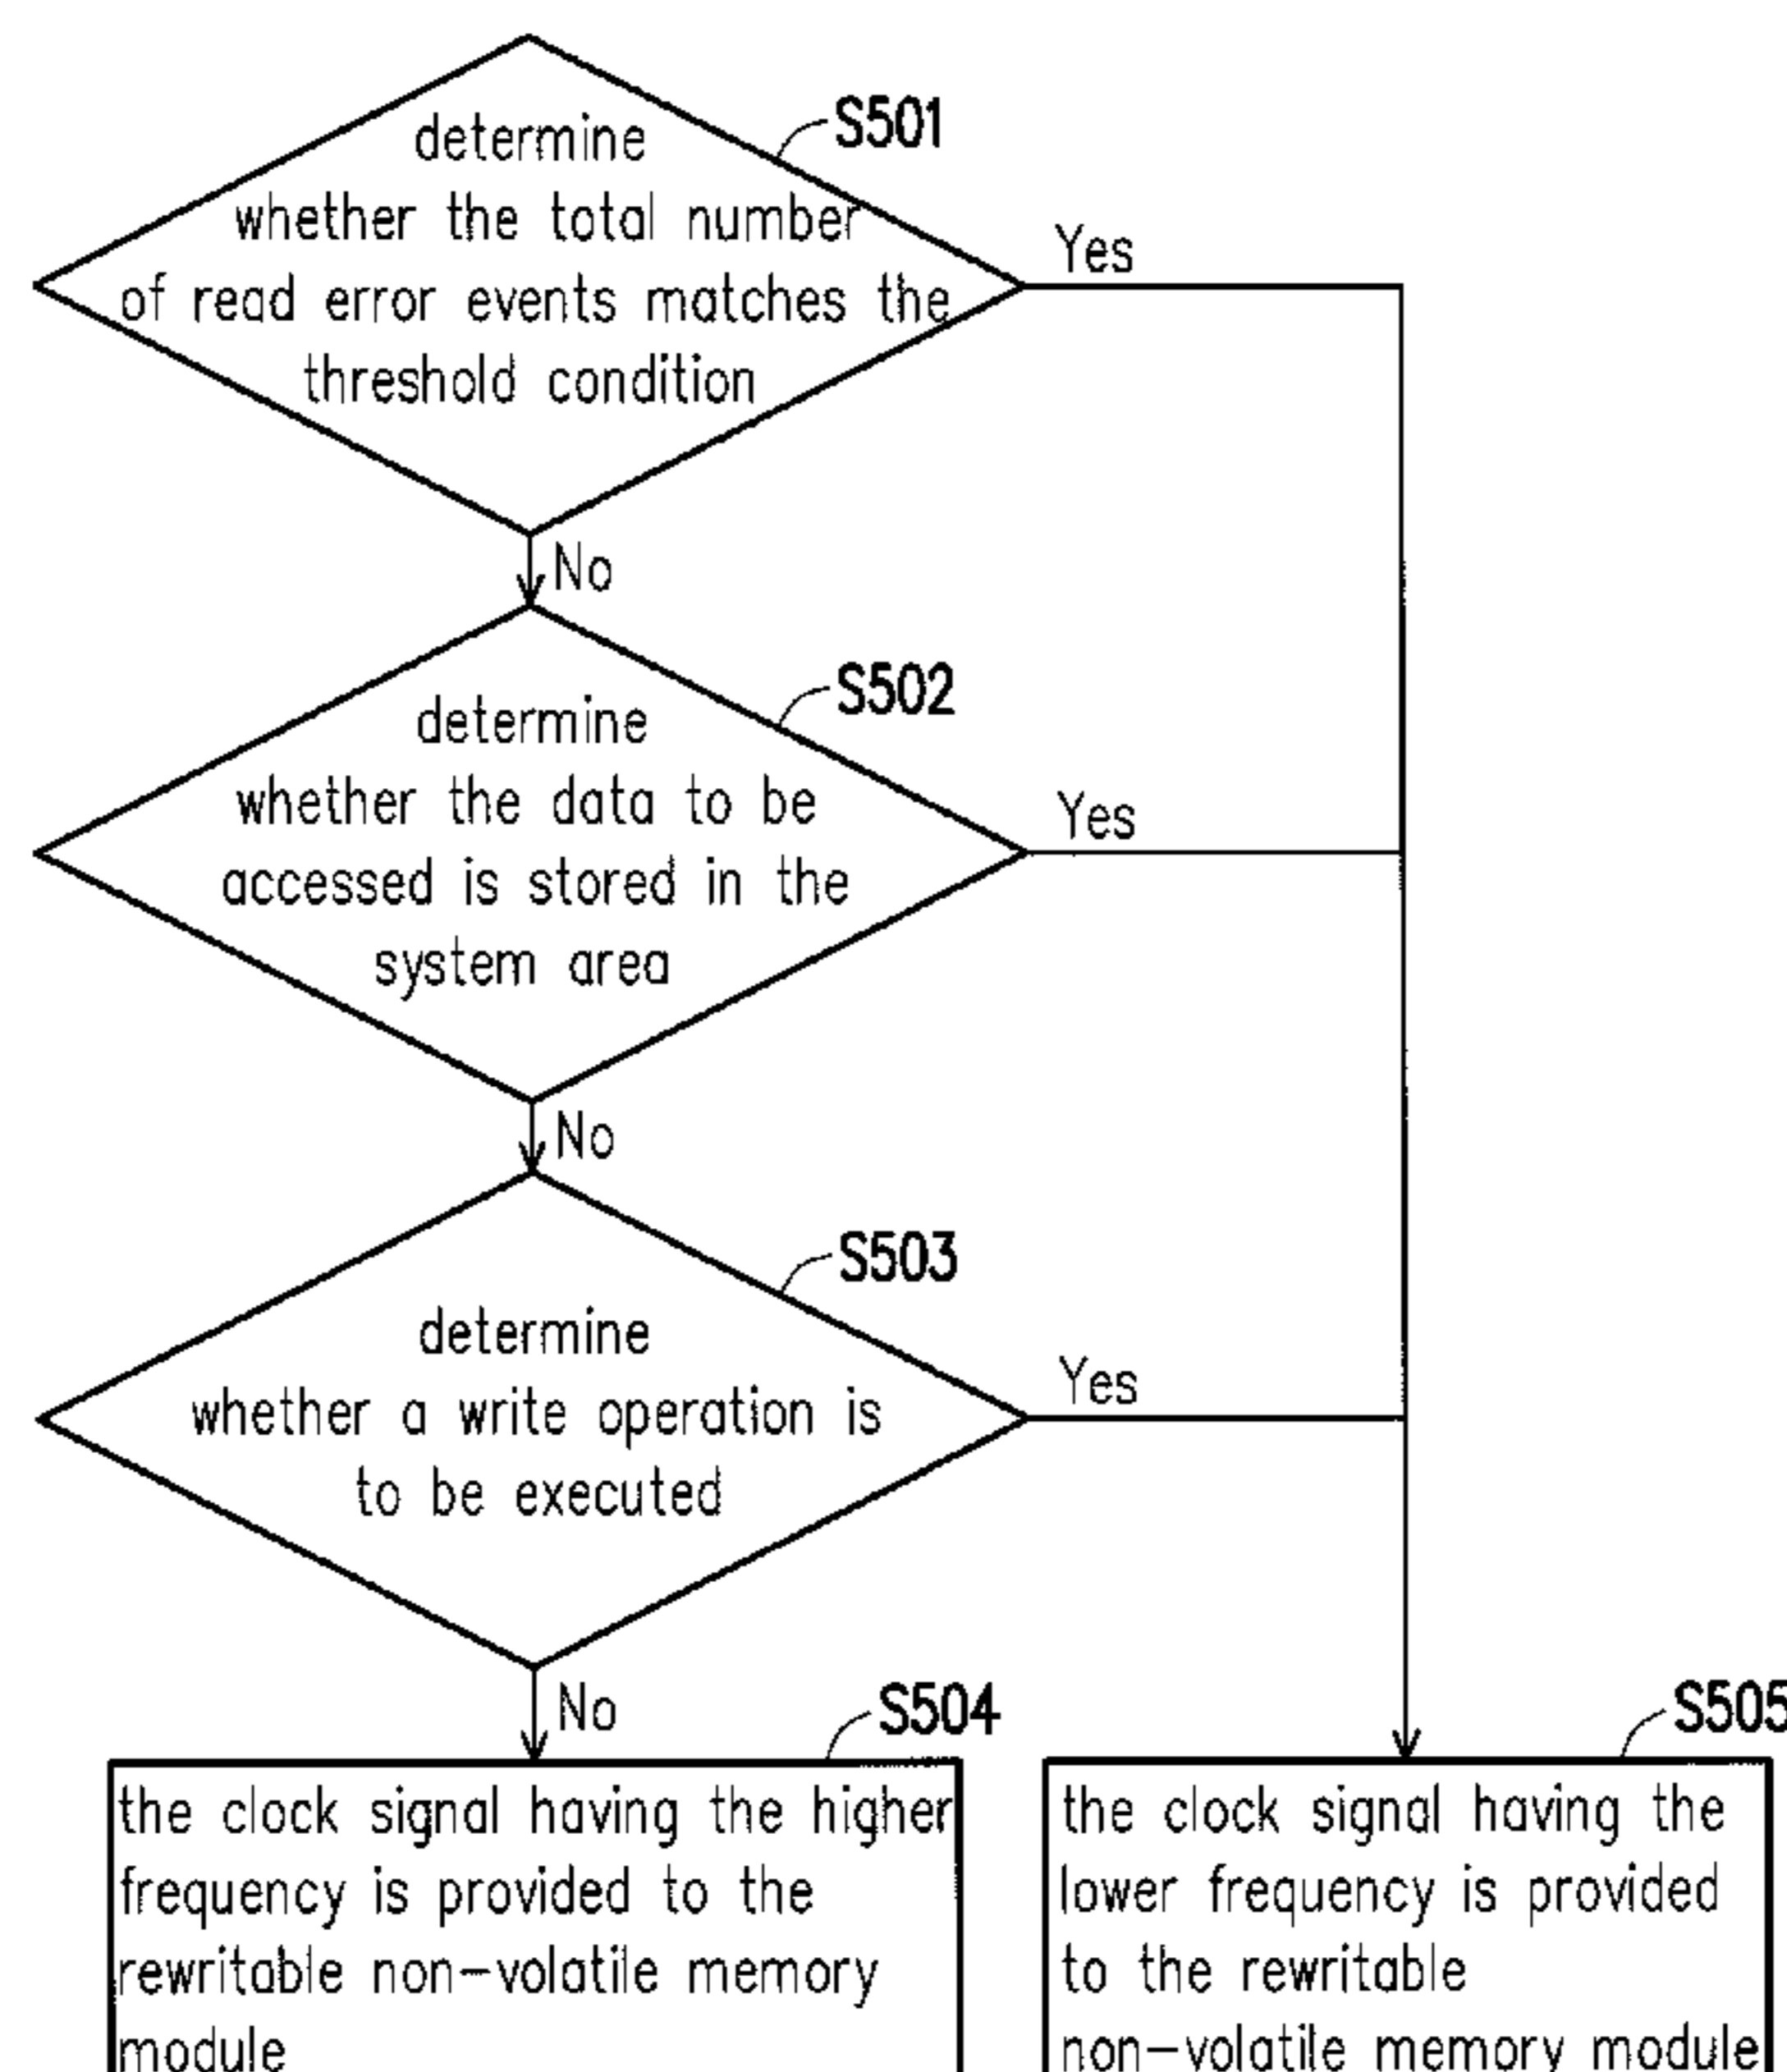 determine
whether the total number
of read error events matches the
threshold condition
S501
Yes
No
determine
whether the data to be
accessed is stored in the
system area
S502
Yes
No
determine
whether a write operation is
to be executed
S503
Yes
No
S504
the clock signal having the higher
frequency is provided to the
rewritable non-volatile memory
module
S505
the clock signal having the
lower frequency is provided
to the rewritable
non-volatile memory module